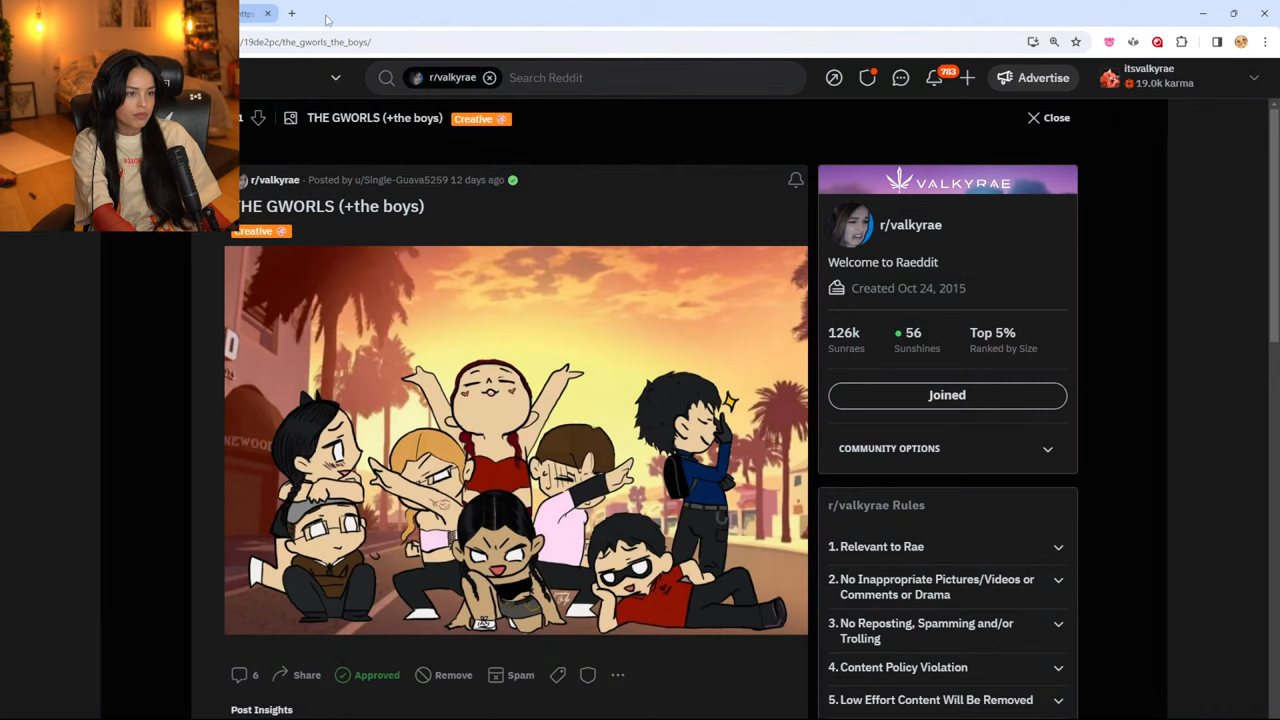 /19de2pc/the_gworls_the_boys/
r/valkyrae
Search Reddit
783
Advertise
itsvalkyrae
19.0k karma
1
THE GWORLS (+the boys)
Creative
Close
r/valkyrae · Posted by u/Single-Guava5259 12 days ago
THE GWORLS (+the boys)
Creative
NEWOOD
VALKYRAE
r/valkyrae
Welcome to Raeddit
Created Oct 24, 2015
126k
Sunraes
56
Sunshines
Top 5%
Ranked by Size
Joined
COMMUNITY OPTIONS
r/valkyrae Rules
1. Relevant to Rae
2. No Inappropriate Pictures/Videos or
Comments or Drama
3. No Reposting, Spamming and/or
Trolling
4. Content Policy Violation
5. Low Effort Content Will Be Removed
6
Share
Approved
Remove
Spam
Post Insights